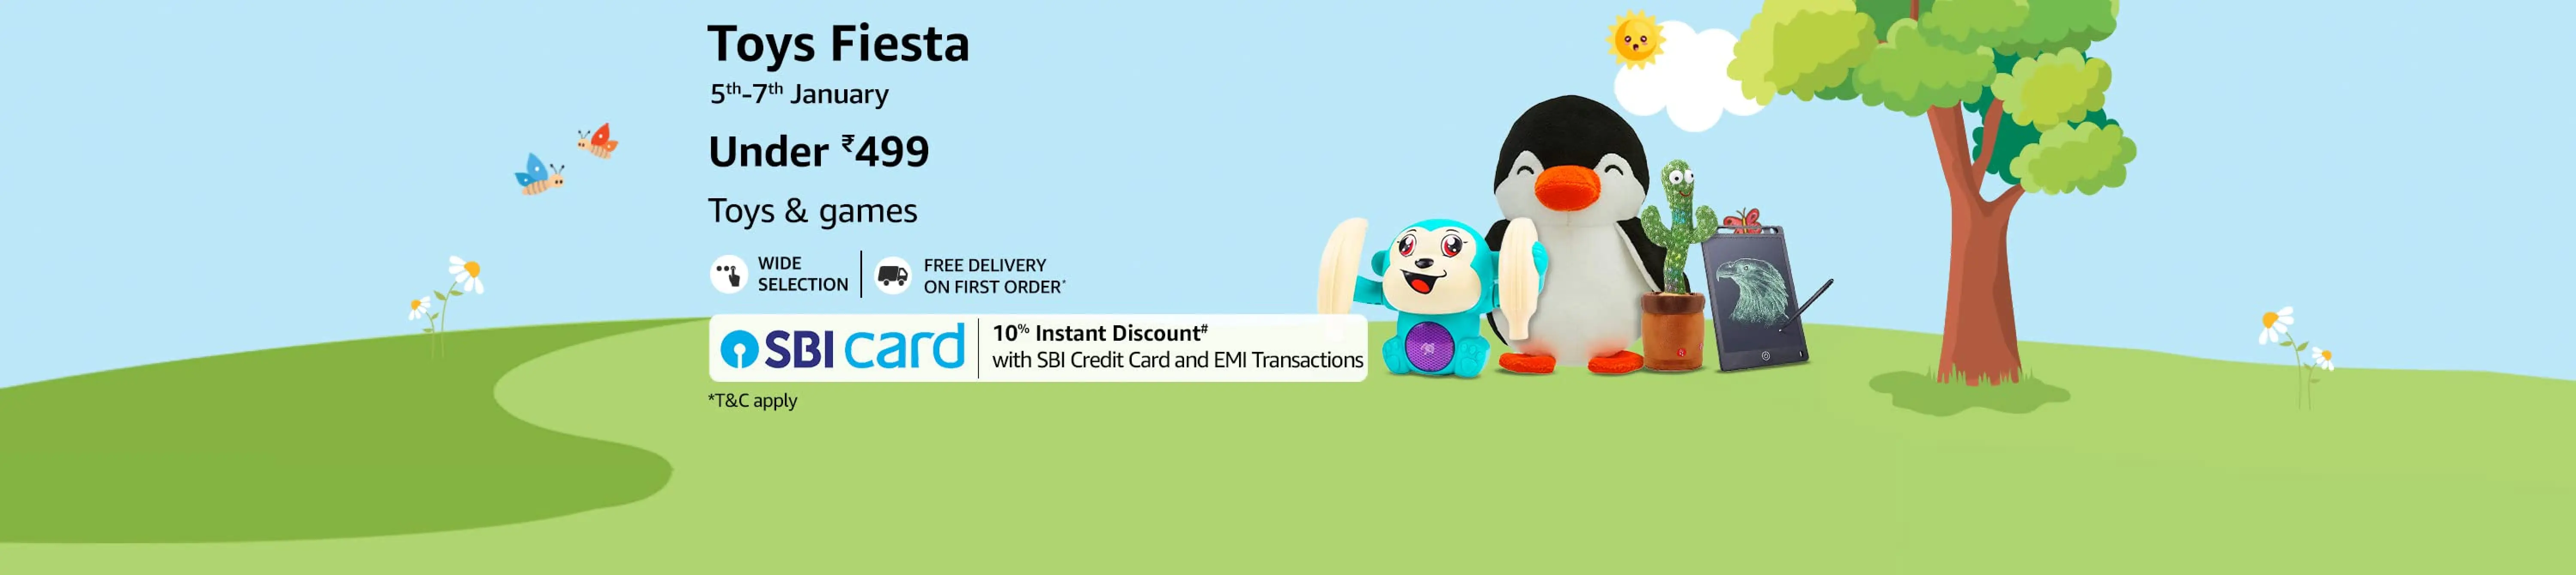 Toys Fiesta
5th-7th January
Under ₹499
Toys & games
WIDE
SELECTION
FREE DELIVERY
ON FIRST ORDER*
SBI card
10% Instant Discount#
with SBI Credit Card and EMI Transactions
*T&C apply